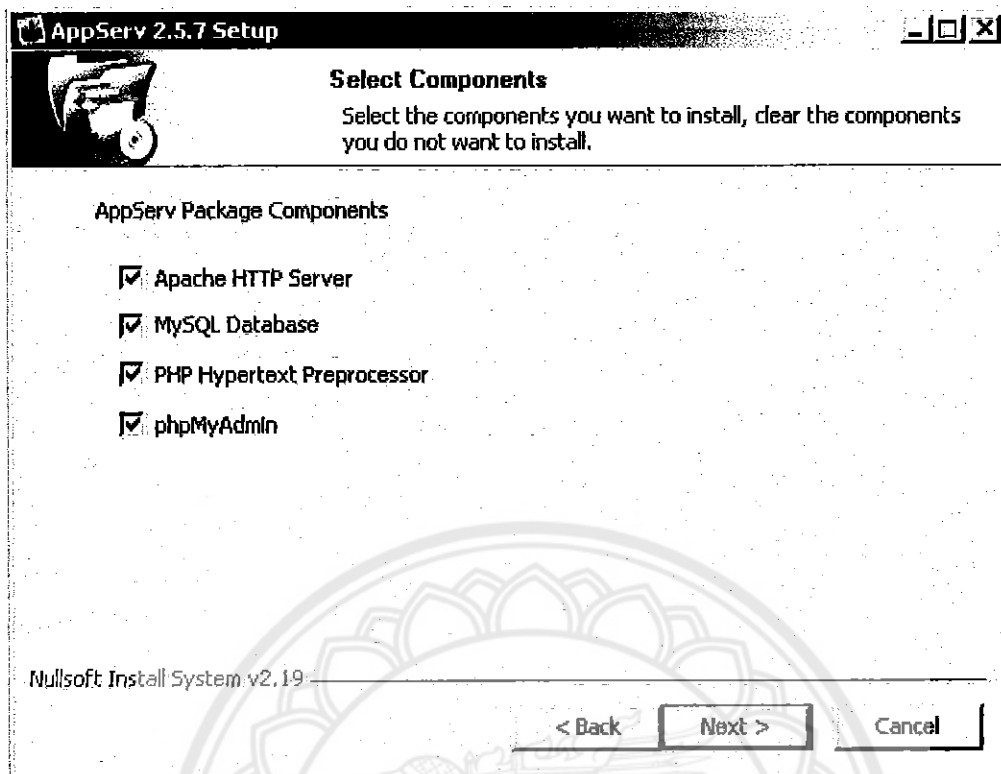 AppServ 2.5.7 Setup
Select Components
Select the components you want to install, clear the components
you do not want to install.
AppServ Package Components
Apache HTTP Server
MySQL Database
PHP Hypertext Preprocessor
phpMyAdmin
Nullsoft Install System v2.19
< Back Next > Cancel